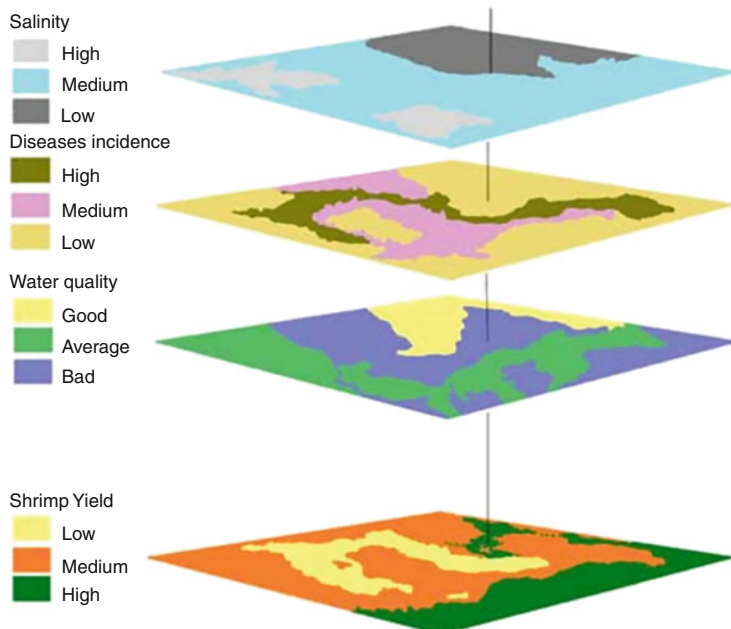 Salinity
High
Medium
Low
Diseases incidence
High
Medium
Low
Water quality
Good
Average
Bad
Shrimp Yield
Low
Medium
High